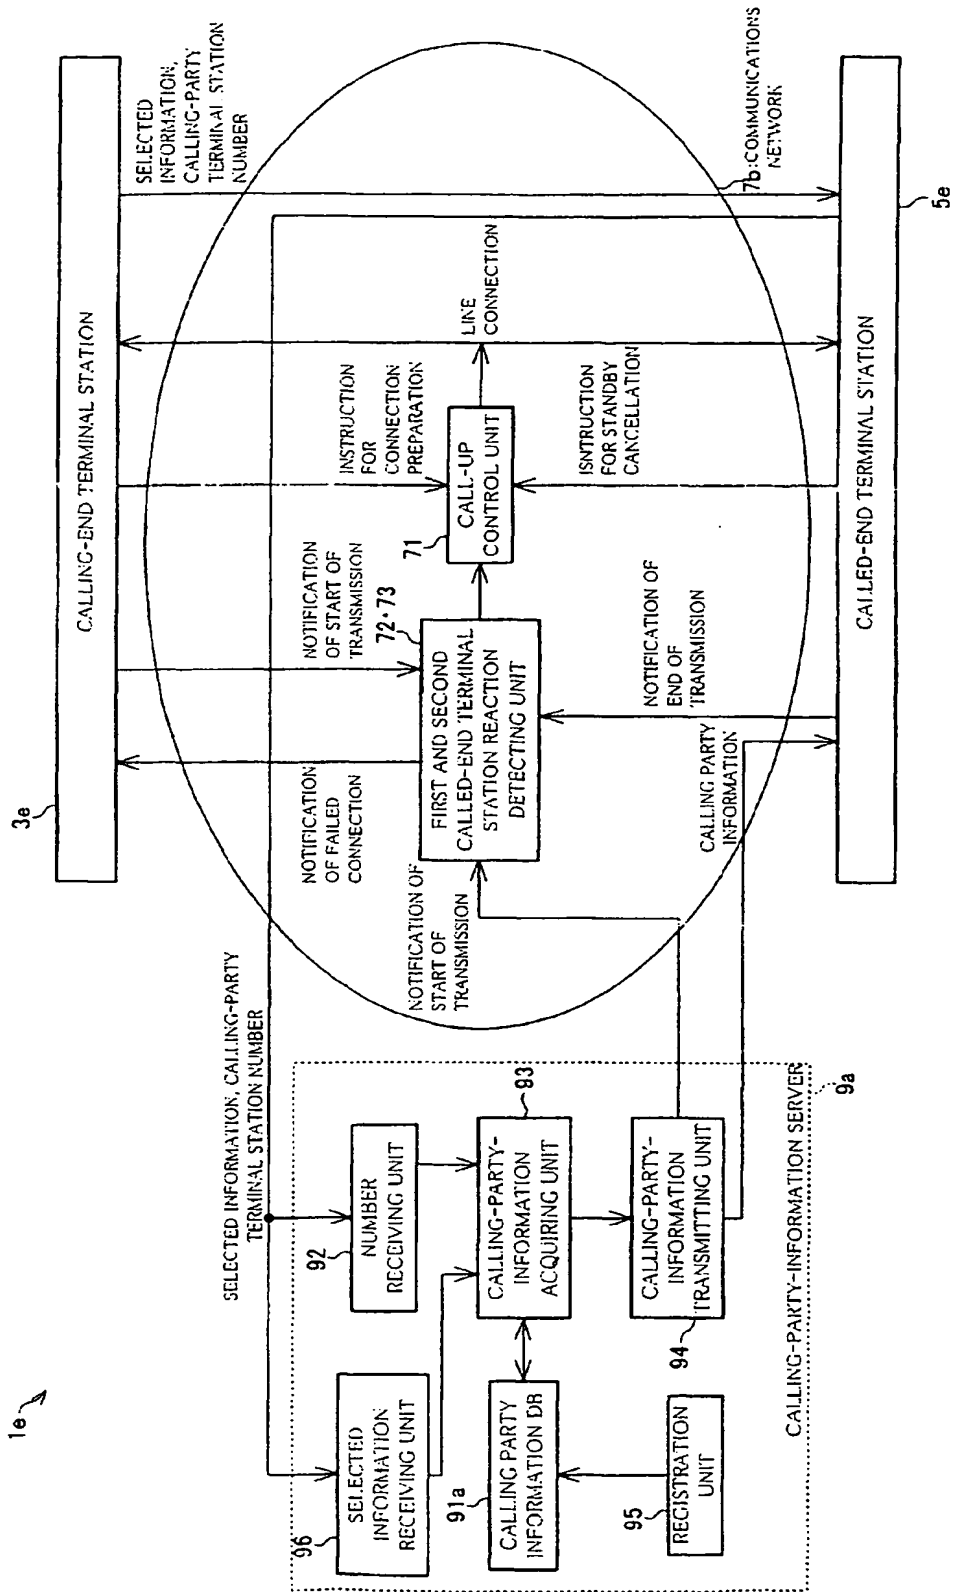 1e
3e
CALLING-END TERMINAL STATION
SELECTED
INFORMATION,
CALLING-PARTY
TERMINAL STATION
NUMBER
SELECTED INFORMATION, CALLING-PARTY
TERMINAL STATION NUMBER
NOTIFICATION
OF FAILED
CONNECTION
NOTIFICATION
OF START OF
TRANSMISSION
INSTRUCTION
FOR
CONNECTION
PREPARATION
LINE
CONNECTION
7b:COMMUNICATIONS
NETWORK
72・73
FIRST AND SECOND
CALLED-END TERMINAL
STATION REACTION
DETECTING UNIT
71
CALL-UP
CONTROL UNIT
NOTIFICATION OF
START OF
TRANSMISSION
NOTIFICATION OF
END OF
TRANSMISSION
ISNTRUCTION
FOR STANDBY
CANCELLATION
CALLING PARTY
INFORMATION
CALLED-END TERMINAL STATION
5e
96
SELECTED
INFORMATION
RECEIVING UNIT
92
NUMBER
RECEIVING UNIT
91a
CALLING PARTY
INFORMATION DB
93
CALLING-PARTY-
INFORMATION
ACQUIRING UNIT
95
REGISTRATION
UNIT
94
CALLING-PARTY-
INFORMATION
TRANSMITTING UNIT
CALLING-PARTY-INFORMATION SERVER
9a